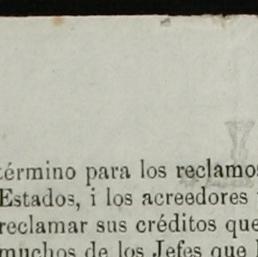 término para los reclamos
Estados, i los acreedores
reclamar sus créditos que
muchos de los Jefes que